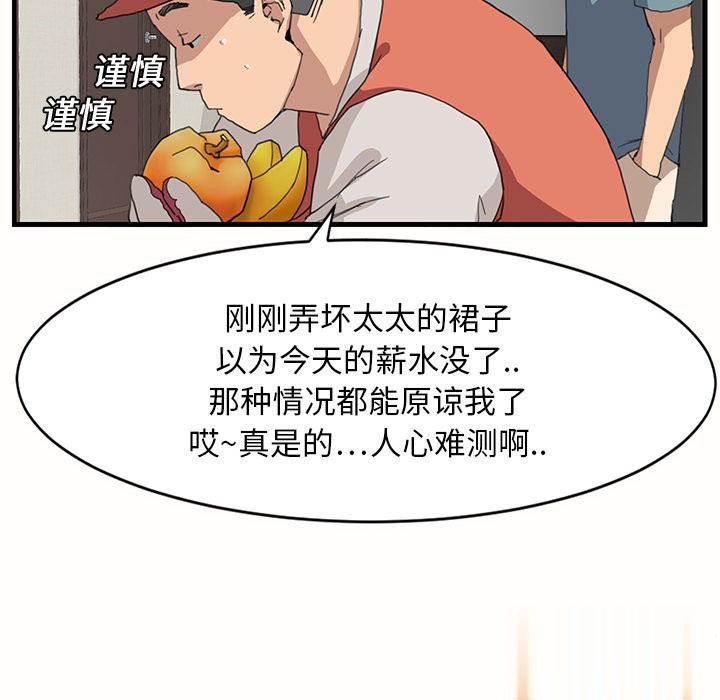 谨慎
谨慎
刚刚弄坏太太的裙子
以为今天的薪水没了..
那种情况都能原谅我了
哎~真是的...人心难测啊..